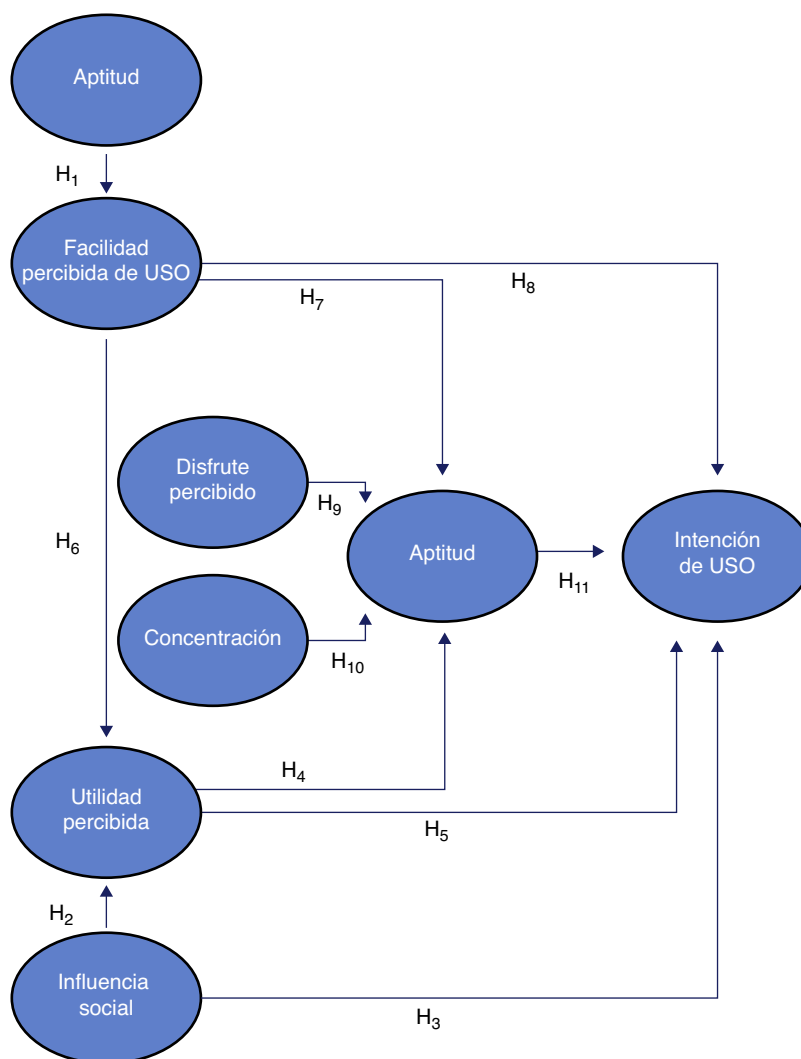 Aptitud
H₁
Facilidad
percibida de USO
H₈
H₇
Disfrute
percibido
H₉
H₆
Aptitud
Intención
de USO
H₁₁
Concentración
H₁₀
H₄
Utilidad
percibida
H₅
H₂
Influencia
social
H₃